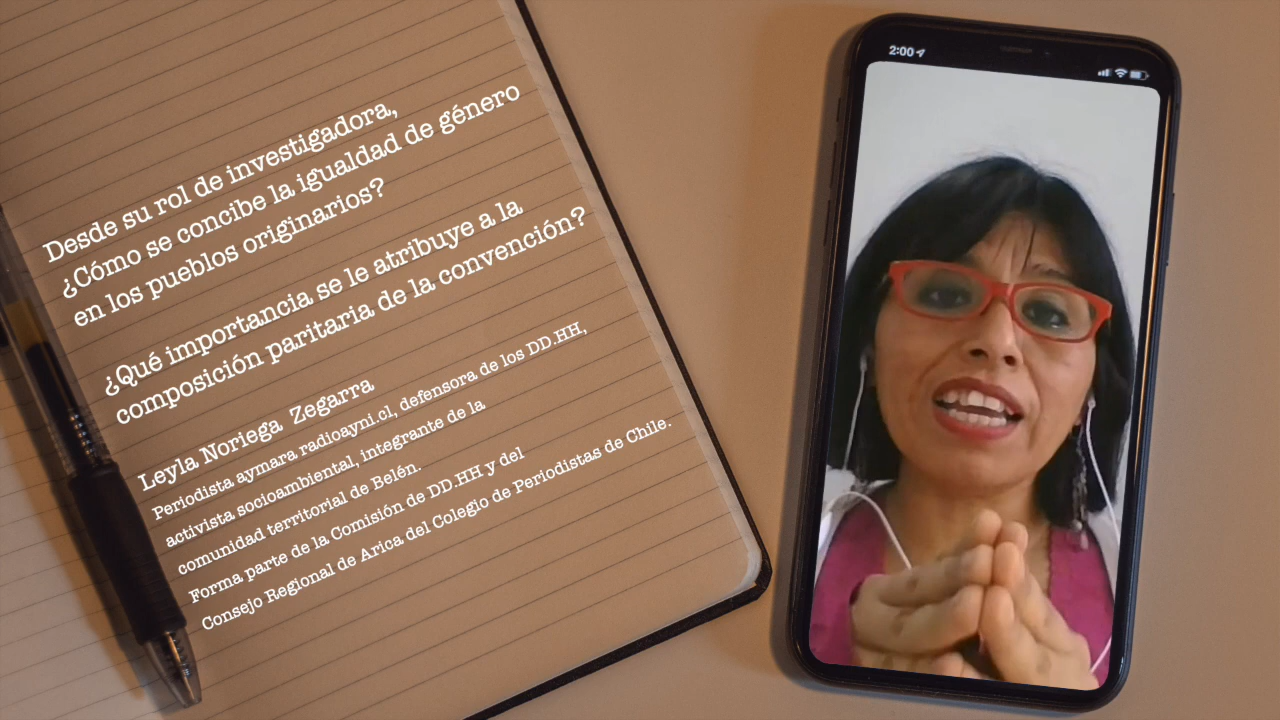 Desde su rol de investigadora,
¿Cómo se concibe la igualdad de género
en los pueblos originarios?
¿Qué importancia se le atribuye a la
composición paritaria de la convención?
Leyla Noriega Zegarra
Periodista aymara radioayni.cl, defensora de los DD.HH,
activista socioambiental, integrante de la
comunidad territorial de Belén.
Forma parte de la Comisión de DD.HH y del
Consejo Regional de Arica del Colegio de Periodistas de Chile.
2:00